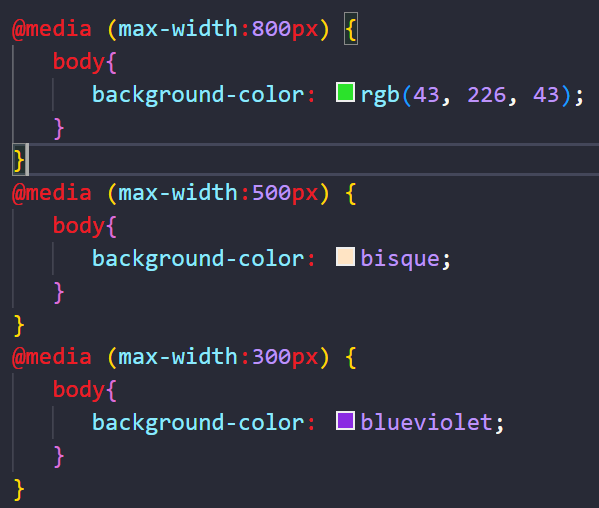 @media (max-width:800px) {
body{
background-color: rgb(43, 226, 43);
}
}
@media (max-width:500px) {
body{
background-color: bisque;
}
}
@media (max-width:300px) {
body{
background-color: blueviolet;
}
}